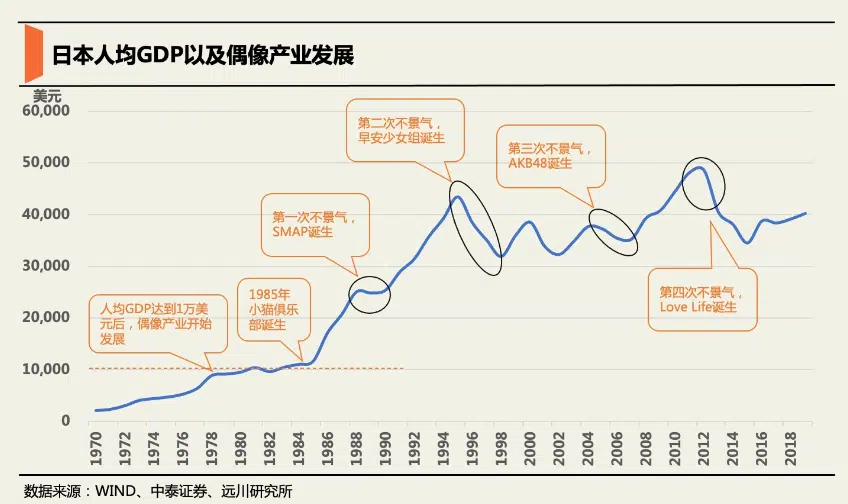 日本人均GDP以及偶像产业发展
美元
60,000
50,000
40,000
30,000
20,000
10,000
0
第二次不景气，
早安少女组诞生
第三次不景气，
AKB48诞生
第一次不景气，
SMAP诞生
1985年
小猫俱乐
部诞生
人均GDP达到1万美
元后，偶像产业开始
发展
第四次不景气，
Love Life诞生
1970
1972
1974
1976
1978
1980
1982
1984
1986
1988
1990
1992
1994
1996
1998
2000
2002
2004
2006
2008
2010
2012
2014
2016
2018
数据来源：WIND、中泰证券、远川研究所